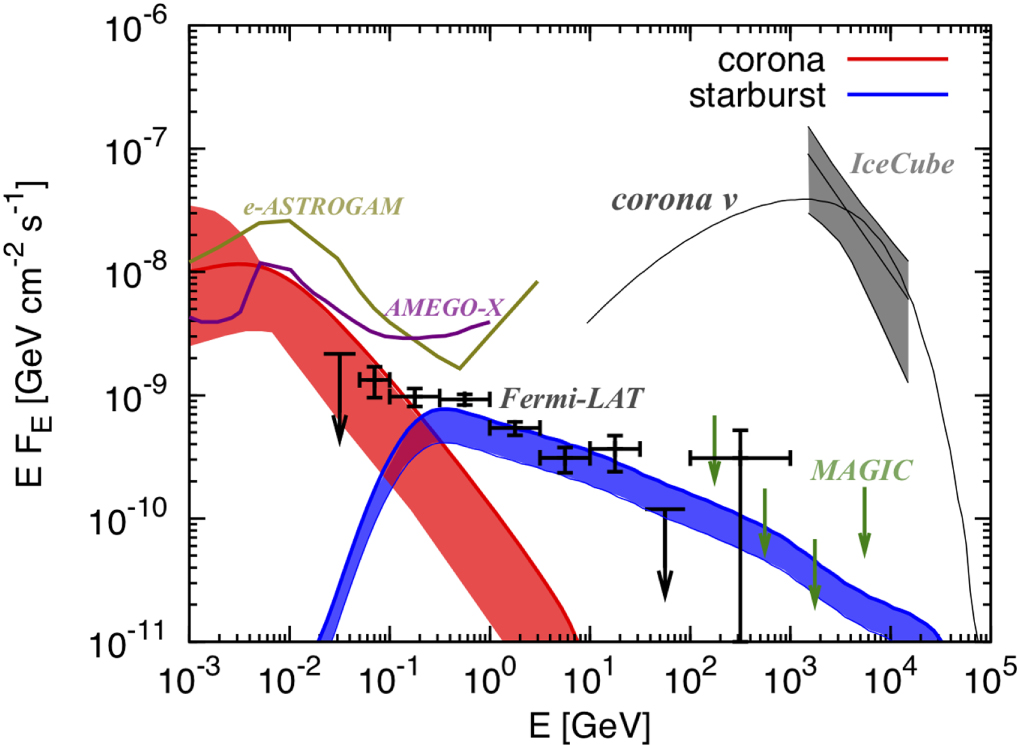 10^-6
10^-7
10^-8
10^-9
10^-10
10^-11
E F_E [GeV cm^-2 s^-1]
corona
starburst
IceCube
corona ν
e-ASTROGAM
AMEGO-X
Fermi-LAT
MAGIC
10^-3 10^-2 10^-1 10^0 10^1 10^2 10^3 10^4 10^5
E [GeV]